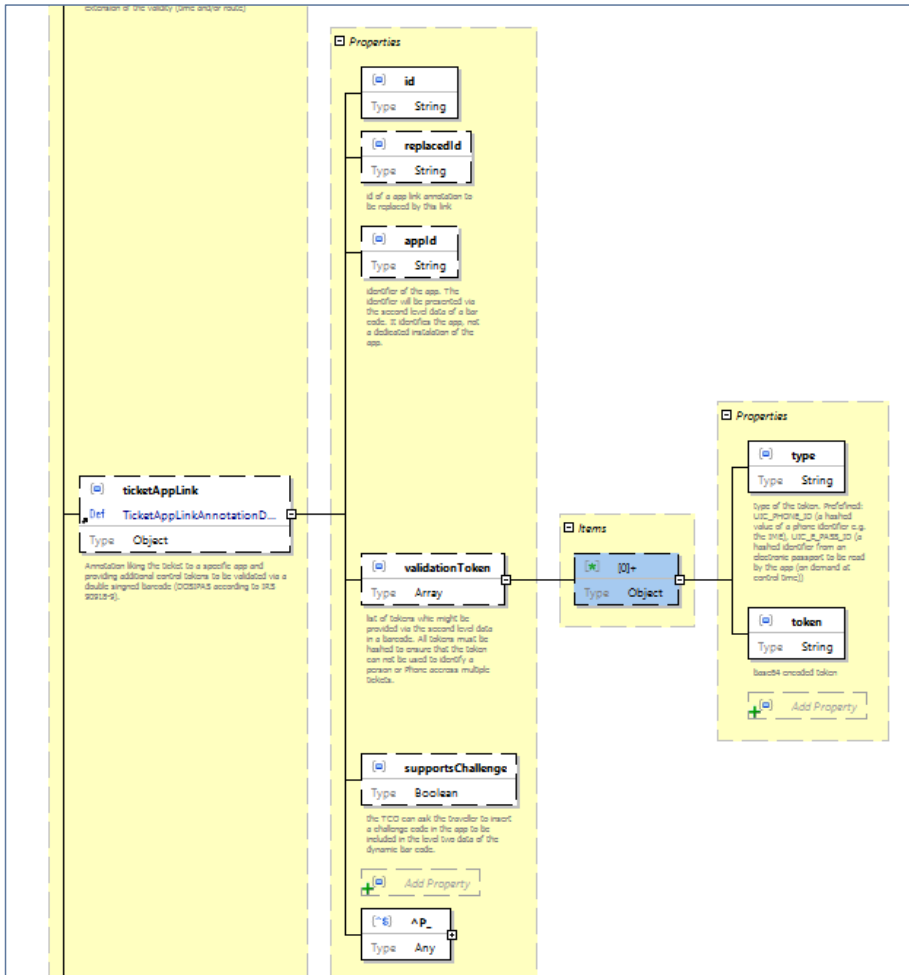 extension of the validity (time and/or route)
Properties
id
Type String
replacedId
Type String
id of a app link annotation to
be replaced by this link
appId
Type String
identifier of the app. The
identifier will be presented via
the second level data of a bar
code. It identifies the app, not
a dedicated instalation of the
app.
ticketAppLink
Def TicketAppLinkAnnotationD...
Type Object
Annotation liking the ticket to a specific app and
providing additional control tokens to be validated via a
double singned barcode (DOSIPAS according to IRS
90918-9).
validationToken
Type Array
list of tokens whic might be
provided via the second level data
in a barcode. All tokens must be
hashed to ensure that the token
can not be used to identify a
person or Phone accross multiple
tickets.
Items
[0]+
Type Object
Properties
type
Type String
type of the token. Prefdined:
UIC_PHONE_ID (a hashed
value of a phone identifier e.g.
the IMEI), UIC_E_PASS_ID (a
hashed identifier from an
electronic passport to be read
by the app (on demand at
control time))
token
Type String
base64 encoded token
Add Property
supportsChallenge
Type Boolean
the TCO can ask the traveller to insert
a challenge code in the app to be
included in the level two data of the
dynamic bar code.
Add Property
^P_
Type Any